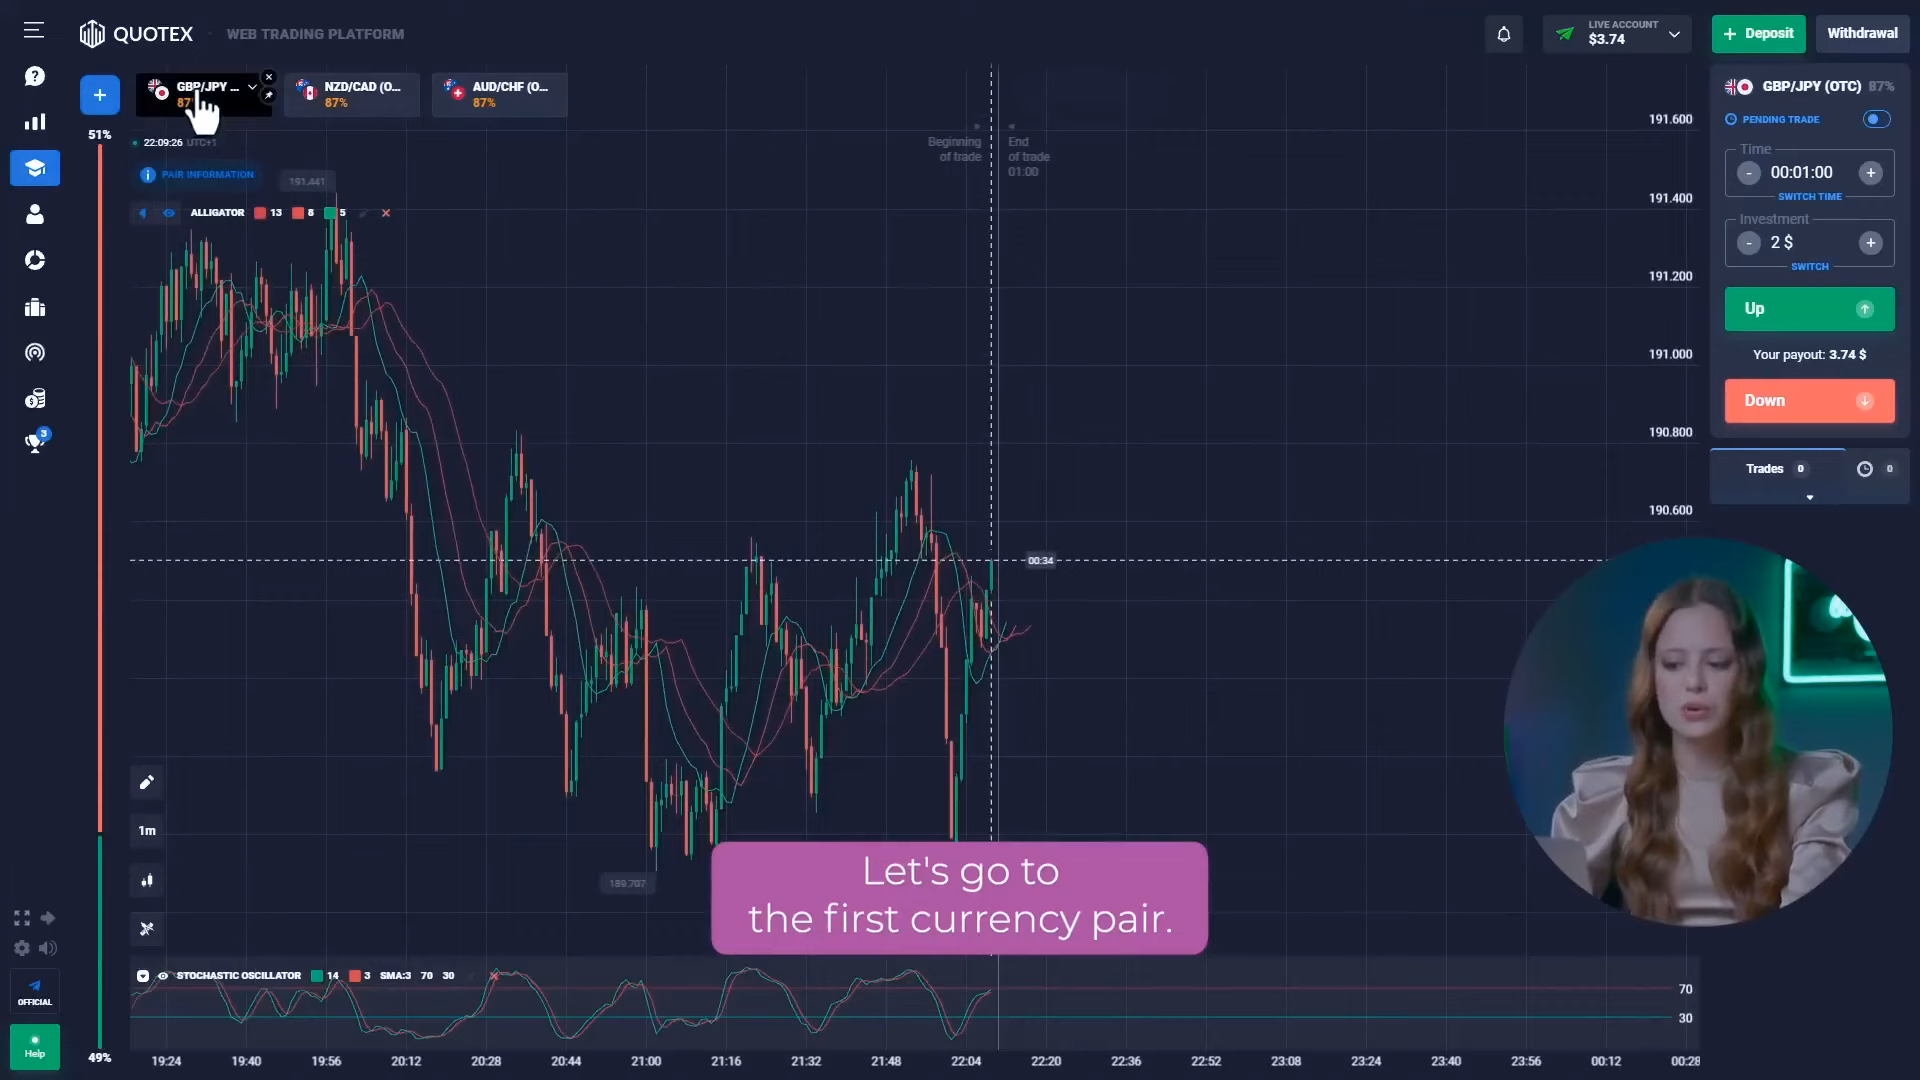 QUOTEX
WEB TRADING PLATFORM
LIVE ACCOUNT
$3.74
Deposit
Withdrawal
GBP/JPY ...
NZD/CAD (O...
87%
AUD/CHF (O...
87%
51%
22:09:26 UTC+1
PAIR INFORMATION
191.441
ALLIGATOR 13 8 5
Beginning
of trade
End
of trade
01:00
191.600
191.400
191.200
191.000
190.800
190.600
00:34
GBP/JPY (OTC) 87%
PENDING TRADE
Time
- 00:01:00 +
SWITCH TIME
Investment
- 2 $ +
SWITCH
Up
Your payout: 3.74 $
Down
Trades 0 0
3
1m
189.707
Let's go to
the first currency pair.
STOCHASTIC OSCILLATOR 14 3 SMA:3 70 30
70
30
OFFICIAL
Help
49%
19:24 19:40 19:56 20:12 20:28 20:44 21:00 21:16 21:32 21:48 22:04 22:20 22:36 22:52 23:08 23:24 23:40 23:56 00:12 00:28